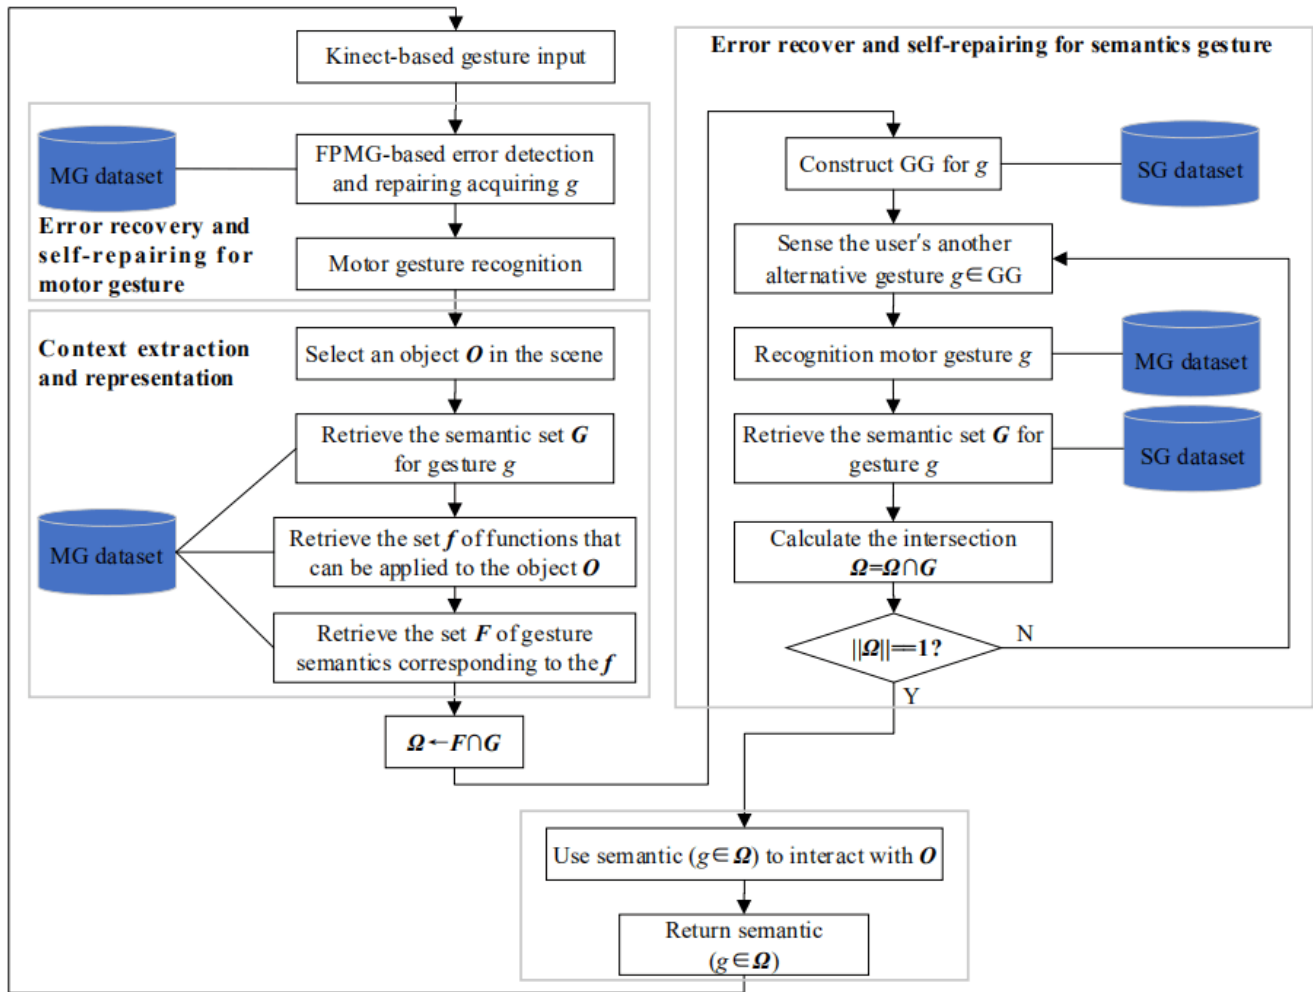 Kinect-based gesture input
MG dataset
FPMG-based error detection
and repairing acquiring g
Error recovery and
self-repairing for
motor gesture
Motor gesture recognition
Context extraction
and representation
Select an object O in the scene
Retrieve the semantic set G
for gesture g
MG dataset
Retrieve the set f of functions that
can be applied to the object O
Retrieve the set F of gesture
semantics corresponding to the f
Ω←F∩G
Error recover and self-repairing for semantics gesture
Construct GG for g
SG dataset
Sense the user's another
alternative gesture g∈GG
Recognition motor gesture g
MG dataset
Retrieve the semantic set G for
gesture g
SG dataset
Calculate the intersection
Ω=Ω∩G
||Ω||==1?
N
Y
Use semantic (g∈Ω) to interact with O
Return semantic
(g∈Ω)